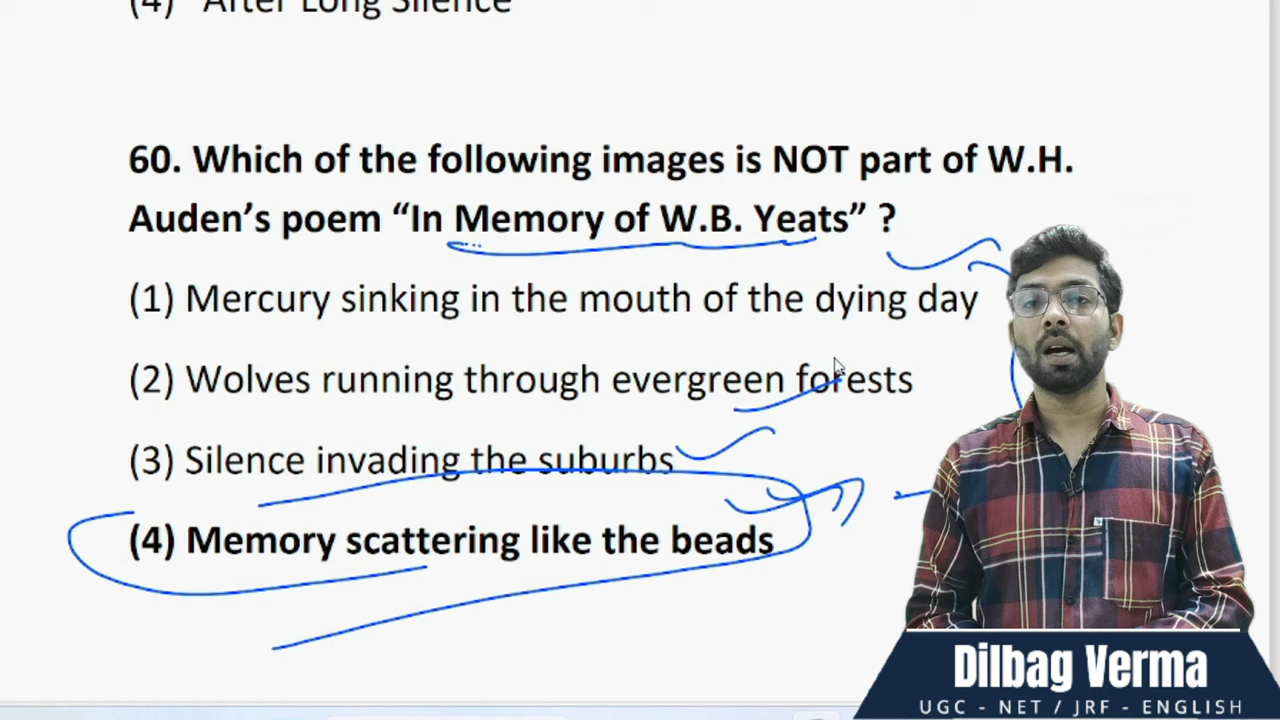 (4) After Long Silence
60. Which of the following images is NOT part of W.H.
Auden’s poem “In Memory of W.B. Yeats” ?
(1) Mercury sinking in the mouth of the dying day
(2) Wolves running through evergreen forests
(3) Silence invading the suburbs
(4) Memory scattering like the beads
Dilbag Verma
UGC - NET / JRF - ENGLISH